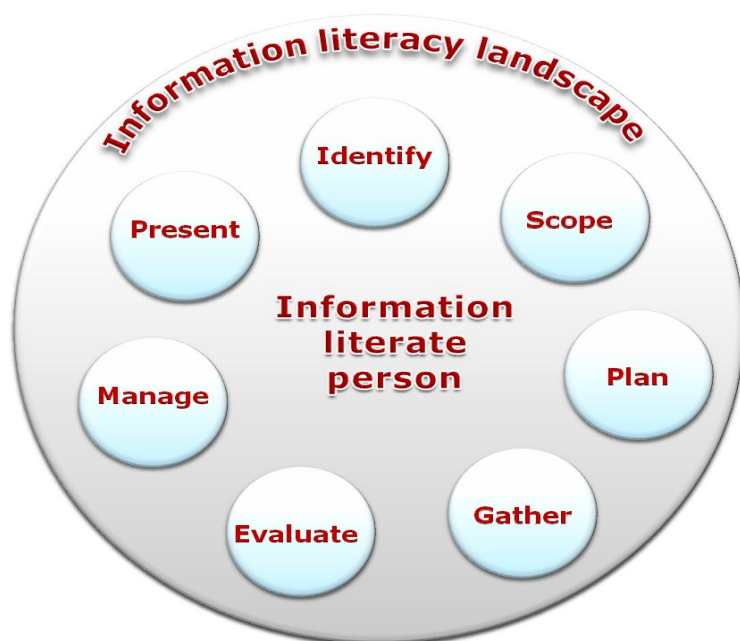 Information literacy landscape
Identify
Scope
Present
Information
literate
person
Plan
Manage
Gather
Evaluate